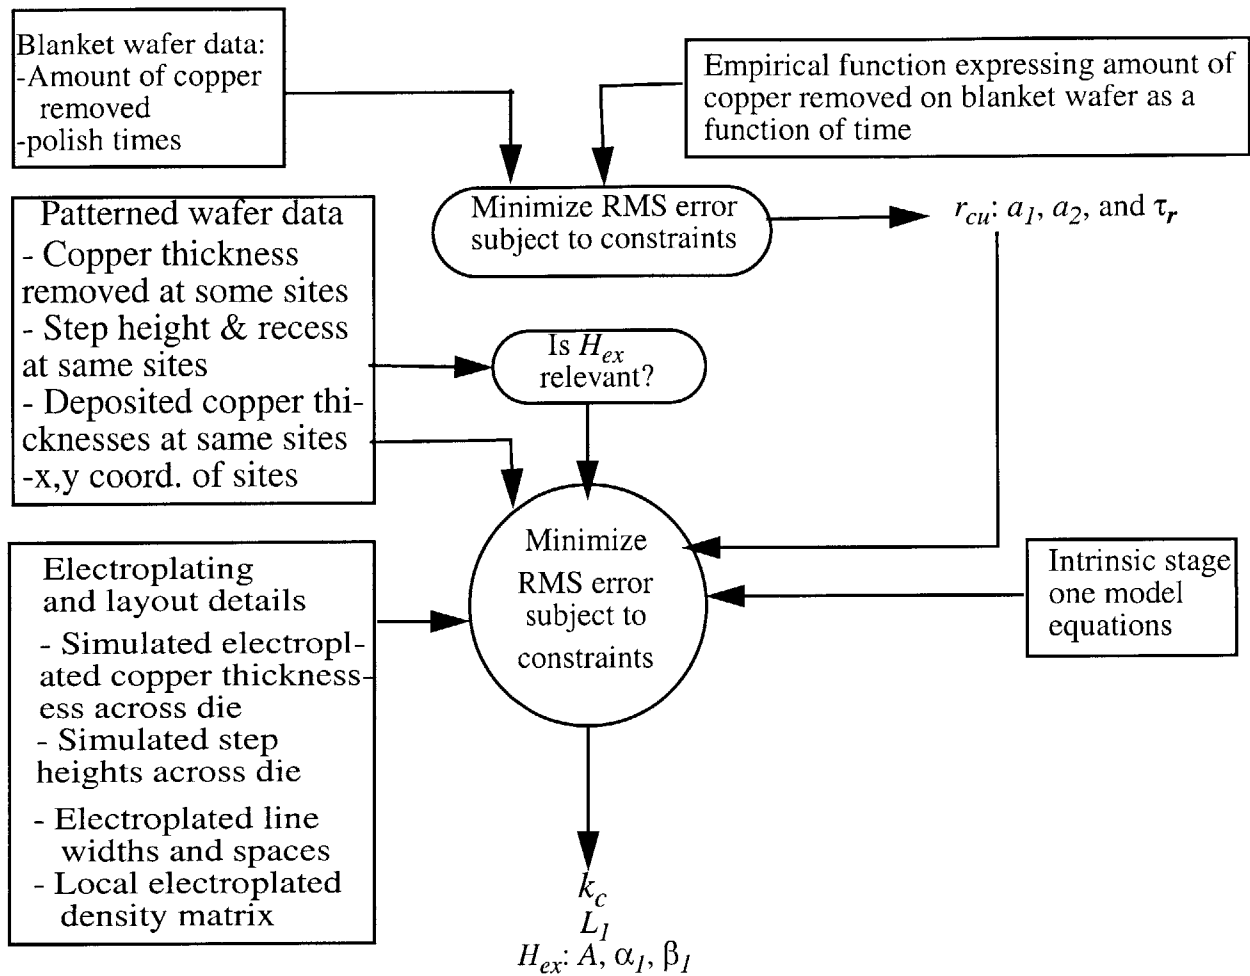 Blanket wafer data:
-Amount of copper
removed
-polish times
Empirical function expressing amount of
copper removed on blanket wafer as a
function of time
Minimize RMS error
subject to constraints
r_cu: a_1, a_2, and τ_r
Patterned wafer data
- Copper thickness
removed at some sites
- Step height & recess
at same sites
- Deposited copper thi-
cknesses at same sites
-x,y coord. of sites
Is H_ex
relevant?
Minimize
RMS error
subject to
constraints
Intrinsic stage
one model
equations
Electroplating
and layout details
- Simulated electropl-
ated copper thickness-
ess across die
- Simulated step
heights across die
- Electroplated line
widths and spaces
- Local electroplated
density matrix
k_c
L_1
H_ex: A, α_1, β_1